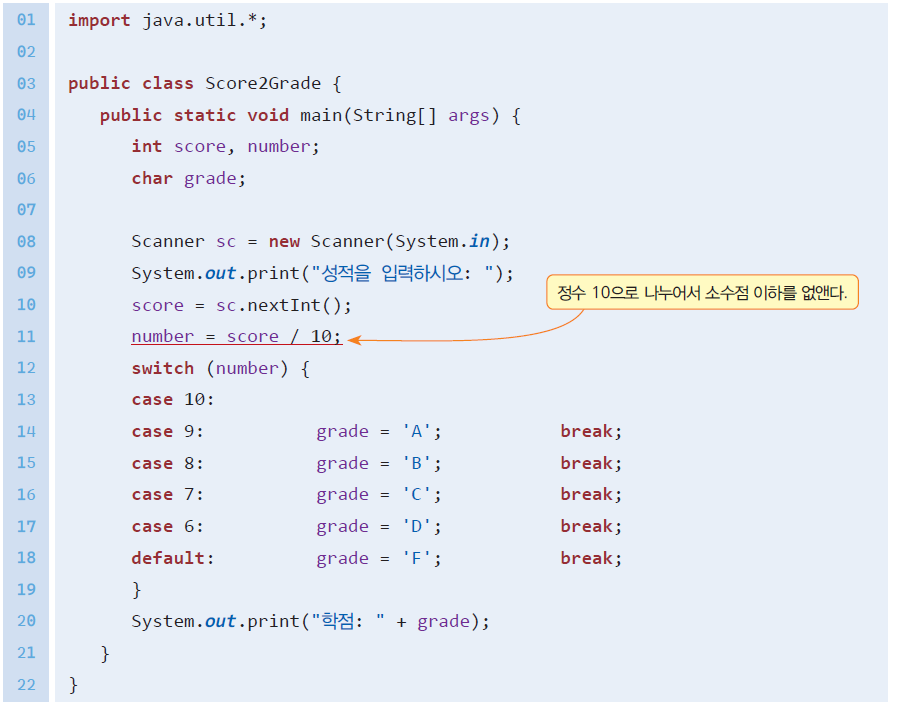 01 import java.util.*;
02
03 public class Score2Grade {
04 public static void main(String[] args) {
05 int score, number;
06 char grade;
07
08 Scanner sc = new Scanner(System.in);
09 System.out.print("성적을 입력하시오: ");
10 score = sc.nextInt();
정수 10으로 나누어서 소수점 이하를 없앤다.
11 number = score / 10;
12 switch (number) {
13 case 10:
14 case 9: grade = 'A'; break;
15 case 8: grade = 'B'; break;
16 case 7: grade = 'C'; break;
17 case 6: grade = 'D'; break;
18 default: grade = 'F'; break;
19 }
20 System.out.print("학점: " + grade);
21 }
22 }